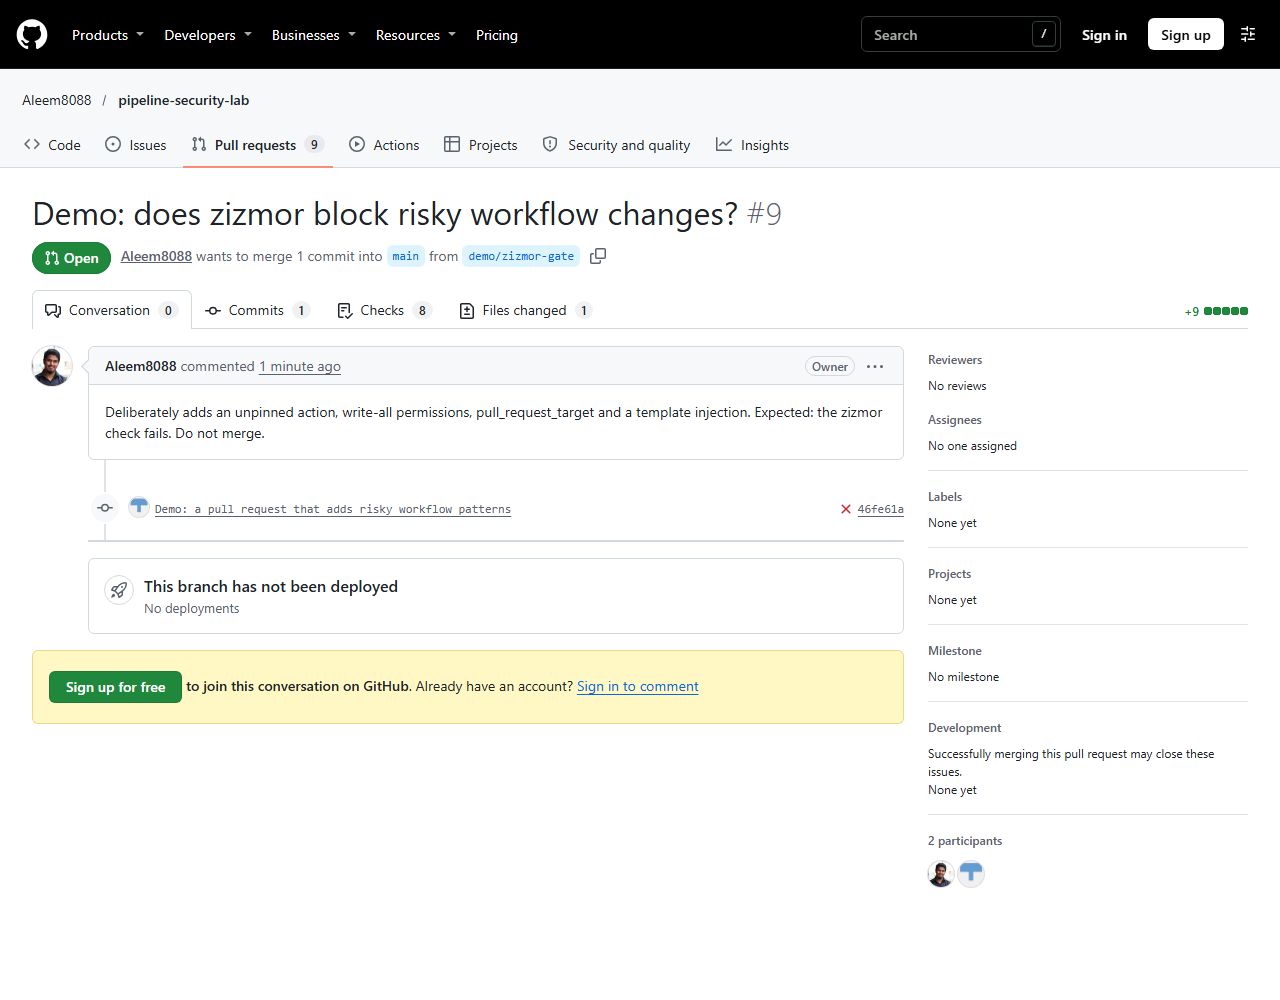 Products Developers Businesses Resources Pricing Search / Sign in Sign up
Aleem8088 / pipeline-security-lab
Code Issues Pull requests 9 Actions Projects Security and quality Insights
Demo: does zizmor block risky workflow changes? #9
Open Aleem8088 wants to merge 1 commit into main from demo/zizmor-gate
Conversation 0 Commits 1 Checks 8 Files changed 1 +9
Aleem8088 commented 1 minute ago Owner
Deliberately adds an unpinned action, write-all permissions, pull_request_target and a template injection. Expected: the zizmor
check fails. Do not merge.
Demo: a pull request that adds risky workflow patterns 46fe61a
This branch has not been deployed
No deployments
Sign up for free to join this conversation on GitHub. Already have an account? Sign in to comment
Reviewers
No reviews
Assignees
No one assigned
Labels
None yet
Projects
None yet
Milestone
No milestone
Development
Successfully merging this pull request may close these
issues.
None yet
2 participants